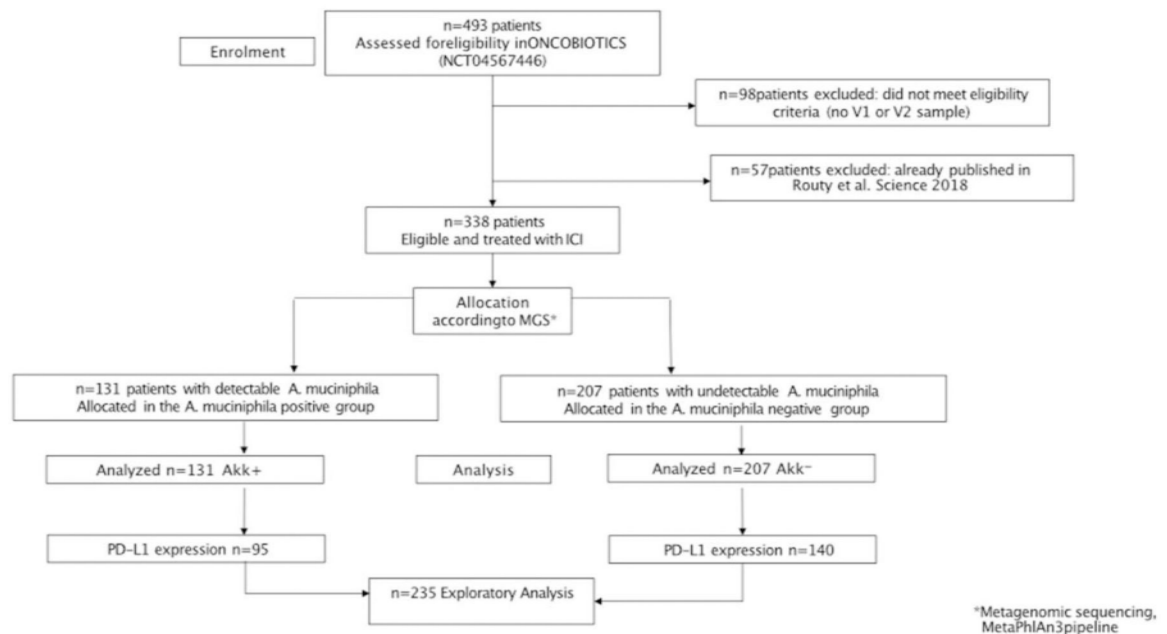 n=493 patients
Assessed foreligibility inONCOBIOTICS
(NCT04567446)
Enrolment
n=98patients excluded: did not meet eligibility
criteria (no V1 or V2 sample)
n=57patients excluded: already published in
Routy et al. Science 2018
n=338 patients
Eligible and treated with ICI
Allocation
accordingto MGS*
n=131 patients with detectable A. muciniphila
Allocated in the A. muciniphila positive group
n=207 patients with undetectable A. muciniphila
Allocated in the A. muciniphila negative group
Analyzed n=131 Akk+
Analysis
Analyzed n=207 Akk−
PD–L1 expression n=95
PD–L1 expression n=140
n=235 Exploratory Analysis
*Metagenomic sequencing,
MetaPhlAn3pipeline